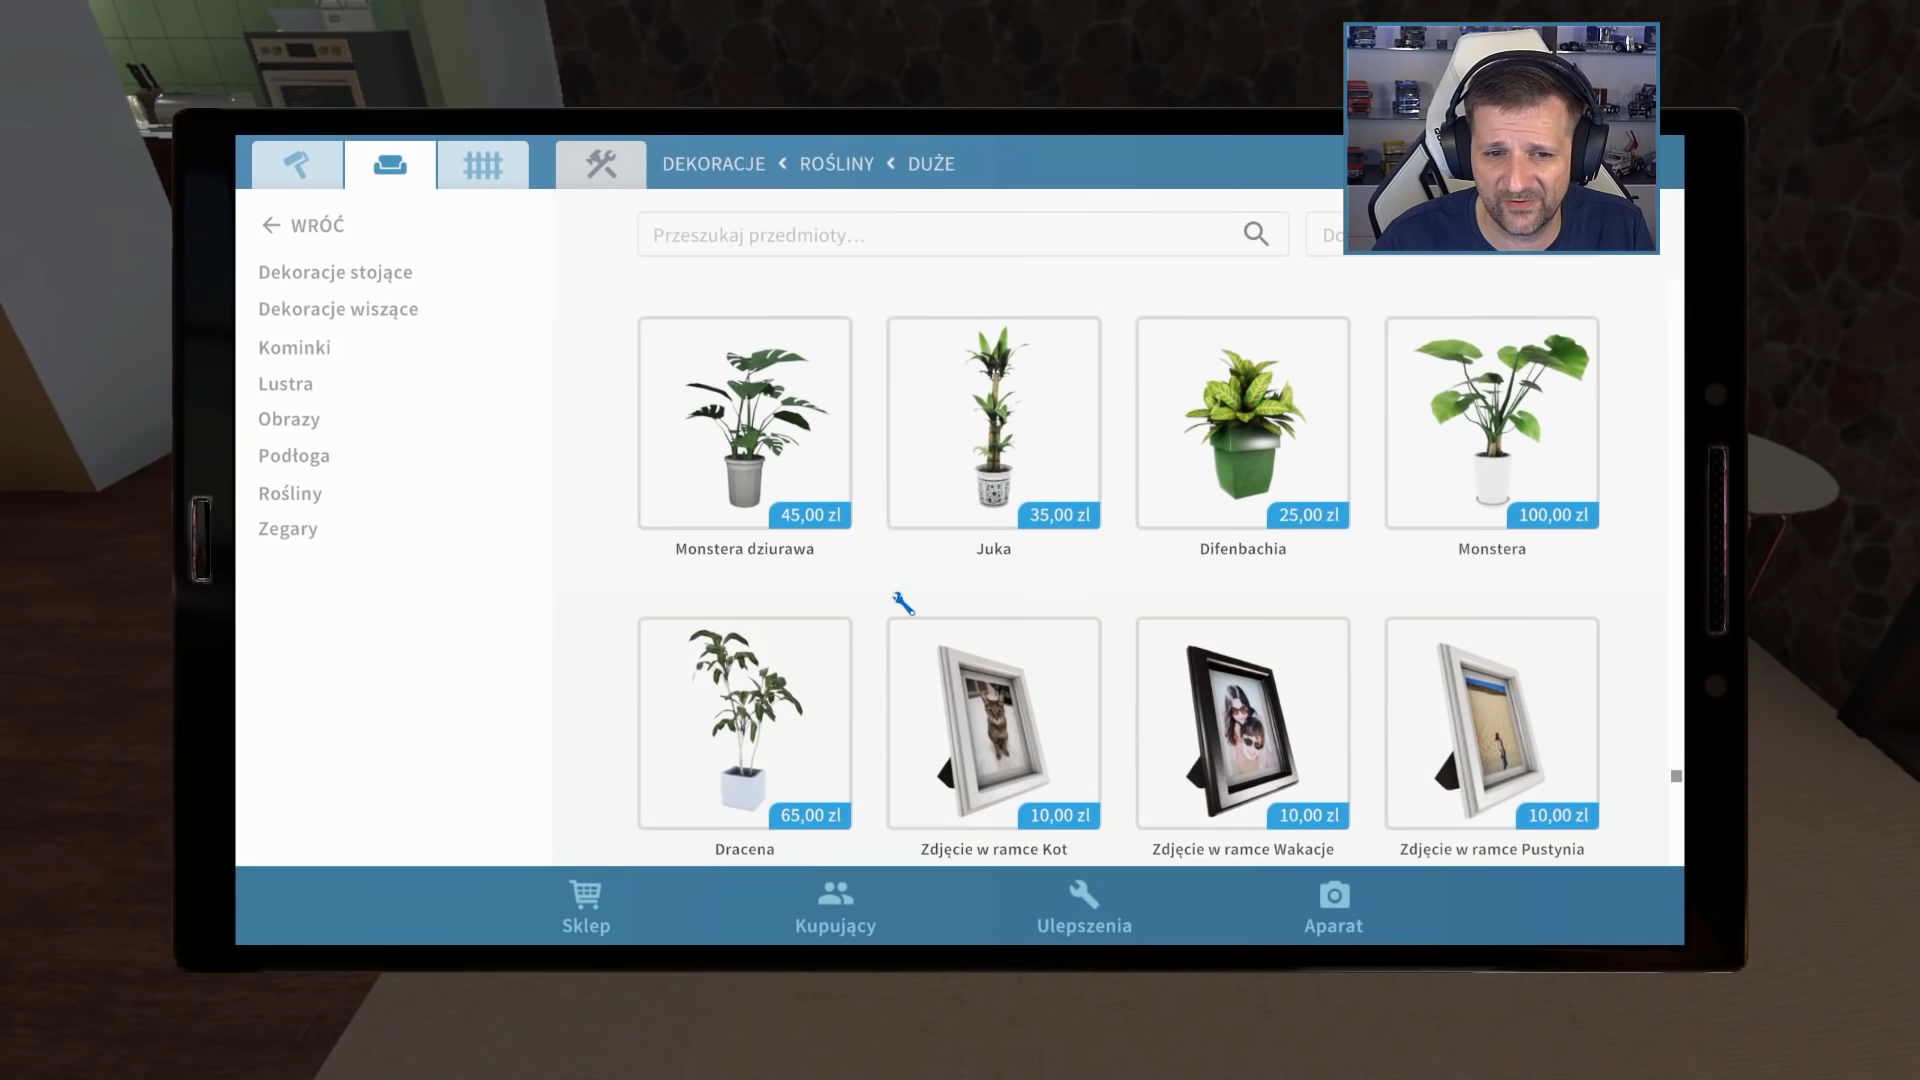 DEKORACJE < ROŚLINY < DUŻE
WRÓĆ
Przeszukaj przedmioty...
Dekoracje stojące
Dekoracje wiszące
Kominki
Lustra
Obrazy
Podłoga
Rośliny
Zegary
45,00 zl
35,00 zl
25,00 zl
100,00 zl
Monstera dziurawa
Juka
Difenbachia
Monstera
65,00 zl
10,00 zl
10,00 zl
10,00 zl
Dracena
Zdjęcie w ramce Kot
Zdjęcie w ramce Wakacje
Zdjęcie w ramce Pustynia
Sklep
Kupujący
Ulepszenia
Aparat